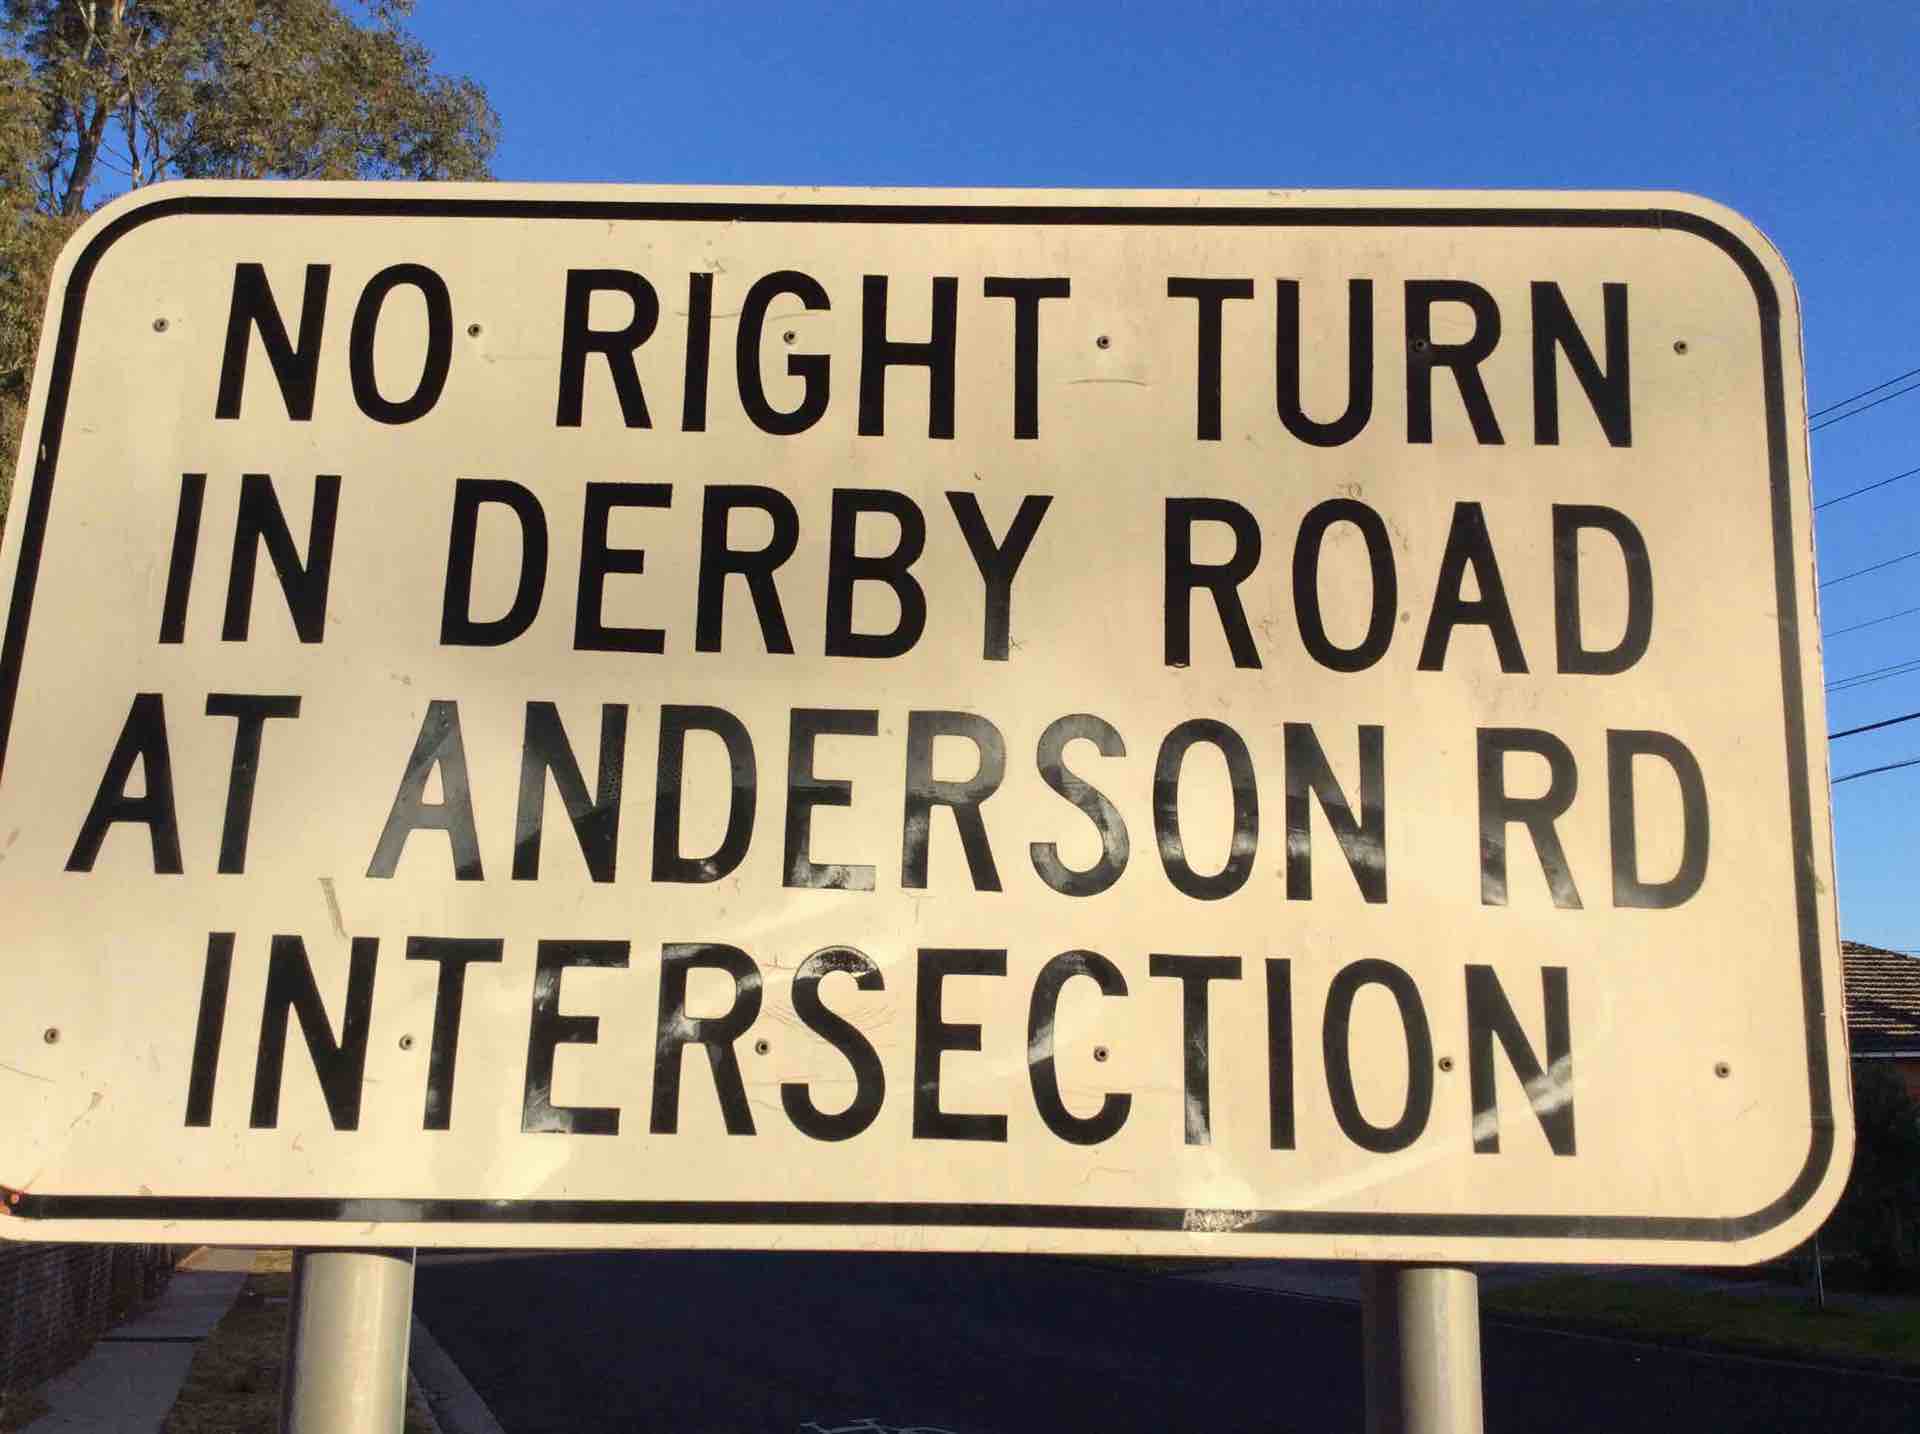 NO RIGHT TURN
IN DERBY ROAD
AT ANDERSON RD
INTERSECTION